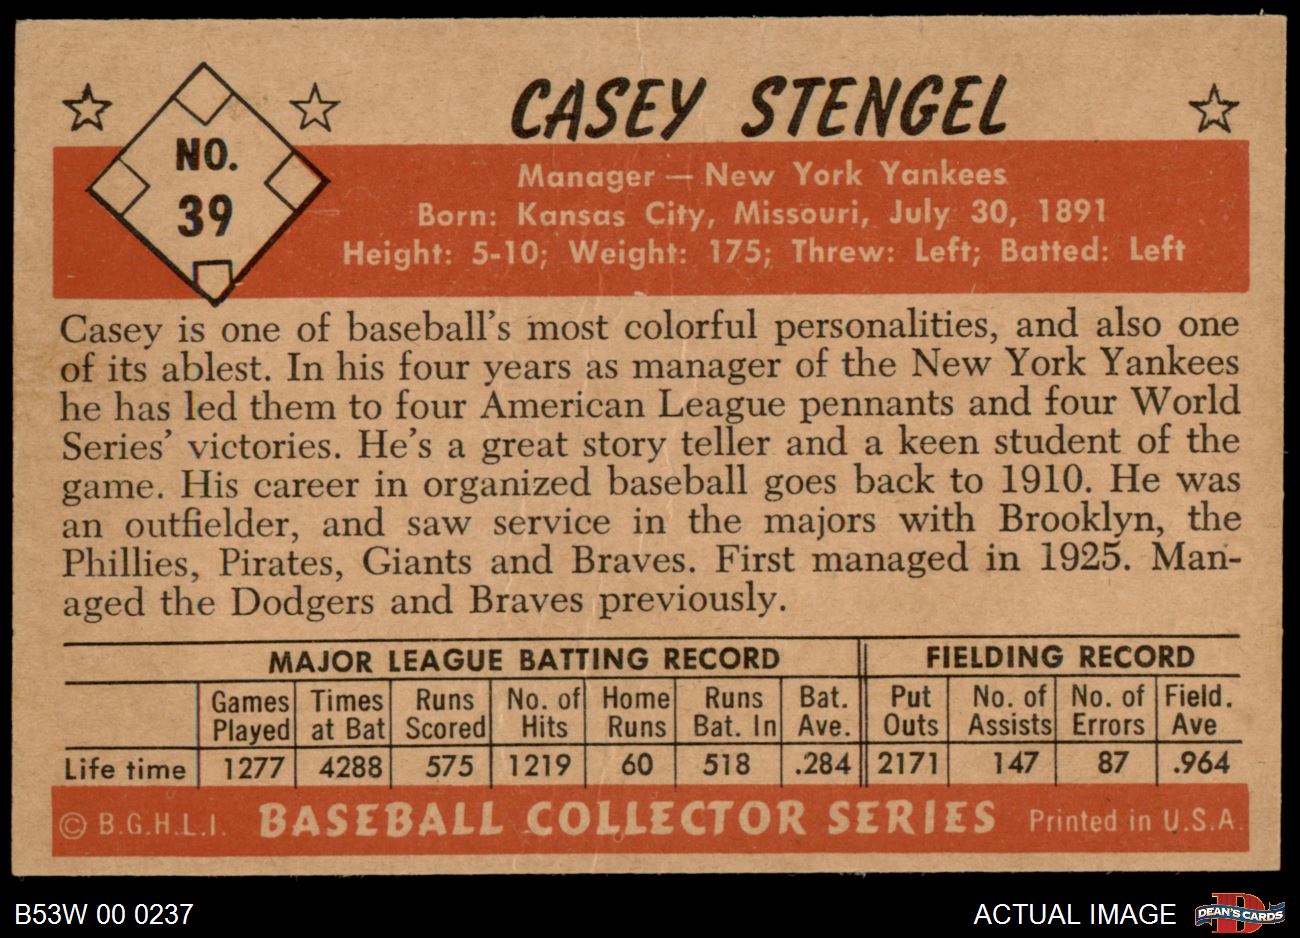 NO.
39
CASEY STENGEL
Manager — New York Yankees
Born: Kansas City, Missouri, July 30, 1891
Height: 5-10; Weight: 175; Threw: Left; Batted: Left
Casey is one of baseball's most colorful personalities, and also one
of its ablest. In his four years as manager of the New York Yankees
he has led them to four American League pennants and four World
Series' victories. He's a great story teller and a keen student of the
game. His career in organized baseball goes back to 1910. He was
an outfielder, and saw service in the majors with Brooklyn, the
Phillies, Pirates, Giants and Braves. First managed in 1925. Man-
aged the Dodgers and Braves previously.
MAJOR LEAGUE BATTING RECORD FIELDING RECORD
Games Times Runs No. of Home Runs Bat. Put No. of No. of Field.
Played at Bat Scored Hits Runs Bat. In Ave. Outs Assists Errors Ave
Life time 1277 4288 575 1219 60 518 .284 2171 147 87 .964
© B.G.H.L.I. BASEBALL COLLECTOR SERIES Printed in U.S.A.
B53W 00 0237 ACTUAL IMAGE DEAN'S CARDS